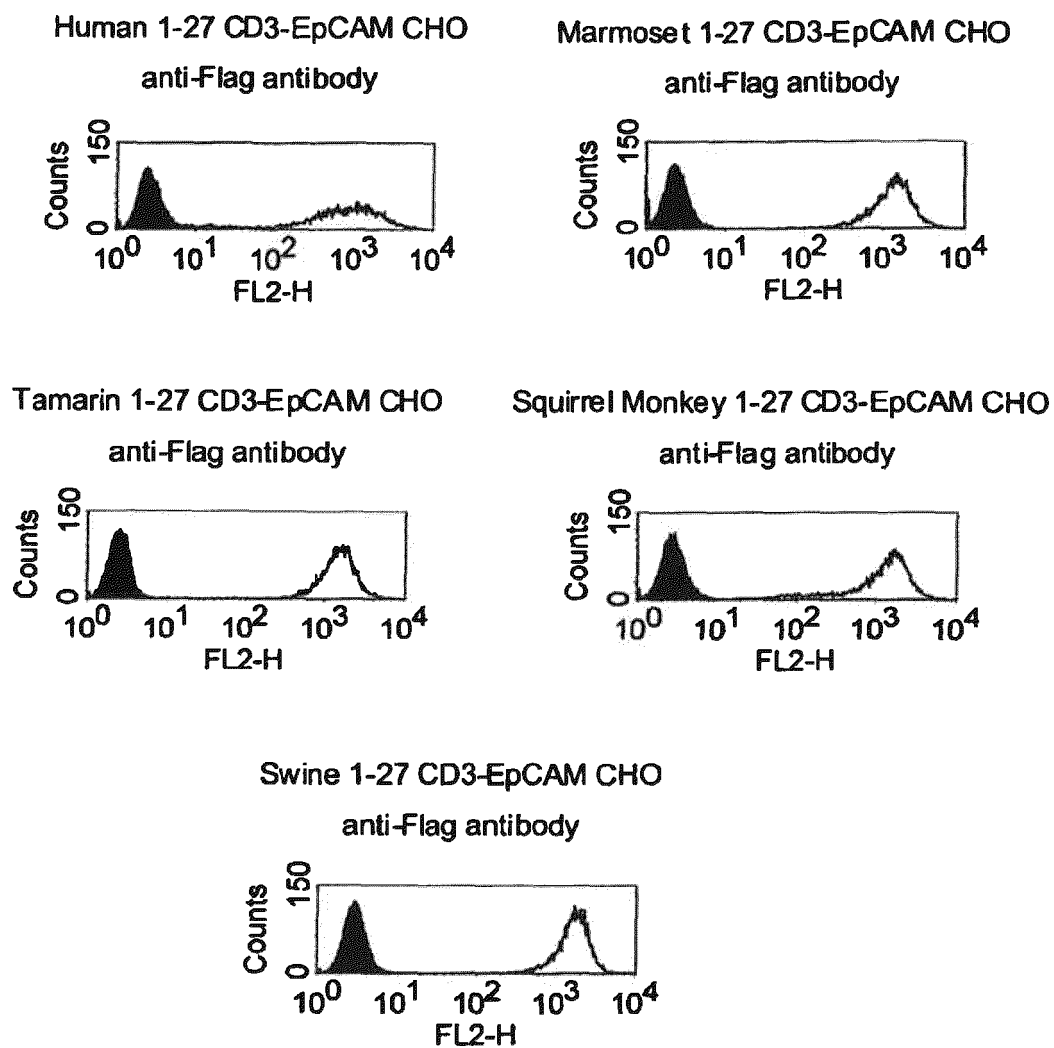 Human 1-27 CD3-EpCAM CHO
anti-Flag antibody
150
Counts
0
10^0 10^1 10^2 10^3 10^4
FL2-H
Marmoset 1-27 CD3-EpCAM CHO
anti-Flag antibody
150
Counts
0
10^0 10^1 10^2 10^3 10^4
FL2-H
Tamarin 1-27 CD3-EpCAM CHO
anti-Flag antibody
150
Counts
0
10^0 10^1 10^2 10^3 10^4
FL2-H
Squirrel Monkey 1-27 CD3-EpCAM CHO
anti-Flag antibody
150
Counts
0
10^0 10^1 10^2 10^3 10^4
FL2-H
Swine 1-27 CD3-EpCAM CHO
anti-Flag antibody
150
Counts
0
10^0 10^1 10^2 10^3 10^4
FL2-H